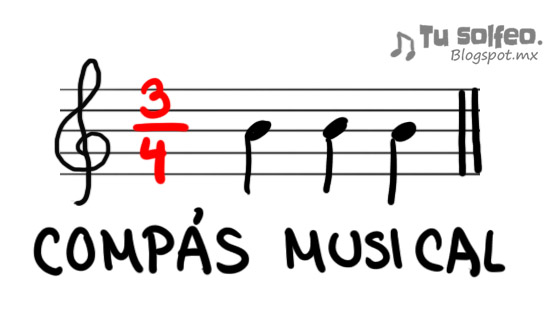 Tu solfeo.
Blogspot.mx
3
4
COMPÁS MUSICAL